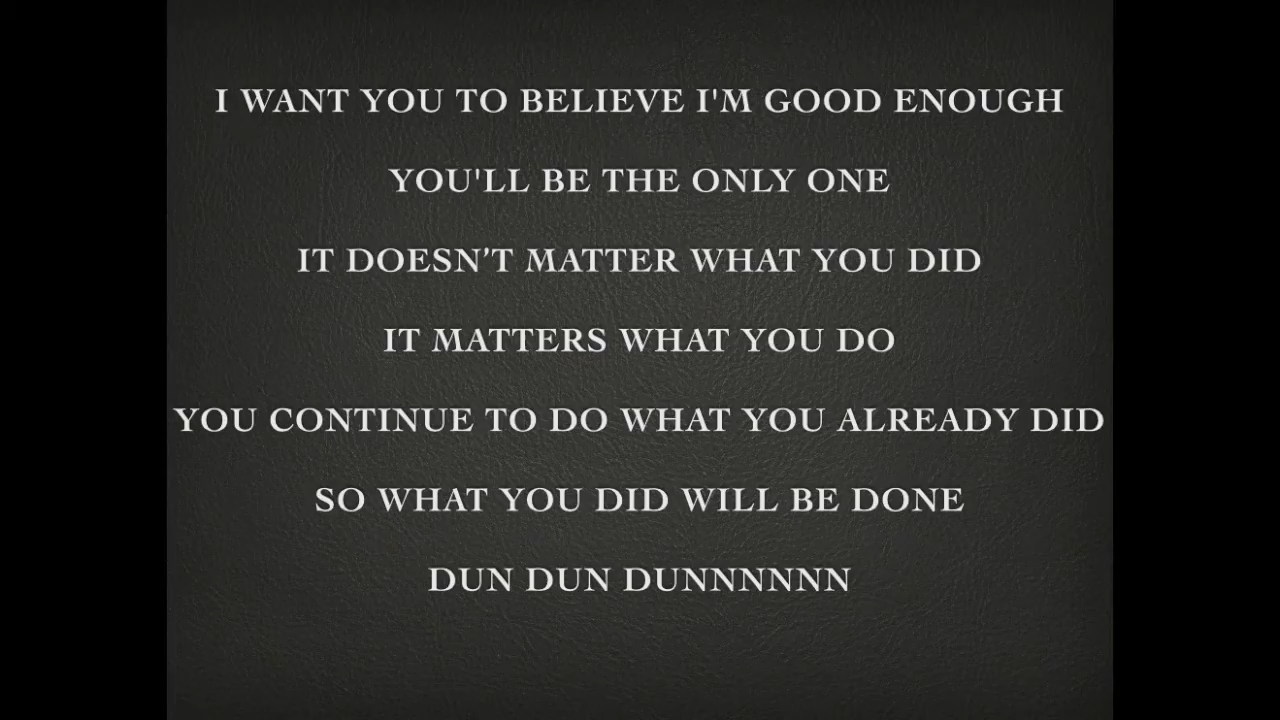 I WANT YOU TO BELIEVE I'M GOOD ENOUGH
YOU'LL BE THE ONLY ONE
IT DOESN'T MATTER WHAT YOU DID
IT MATTERS WHAT YOU DO
YOU CONTINUE TO DO WHAT YOU ALREADY DID
SO WHAT YOU DID WILL BE DONE
DUN DUN DUNNNNNN